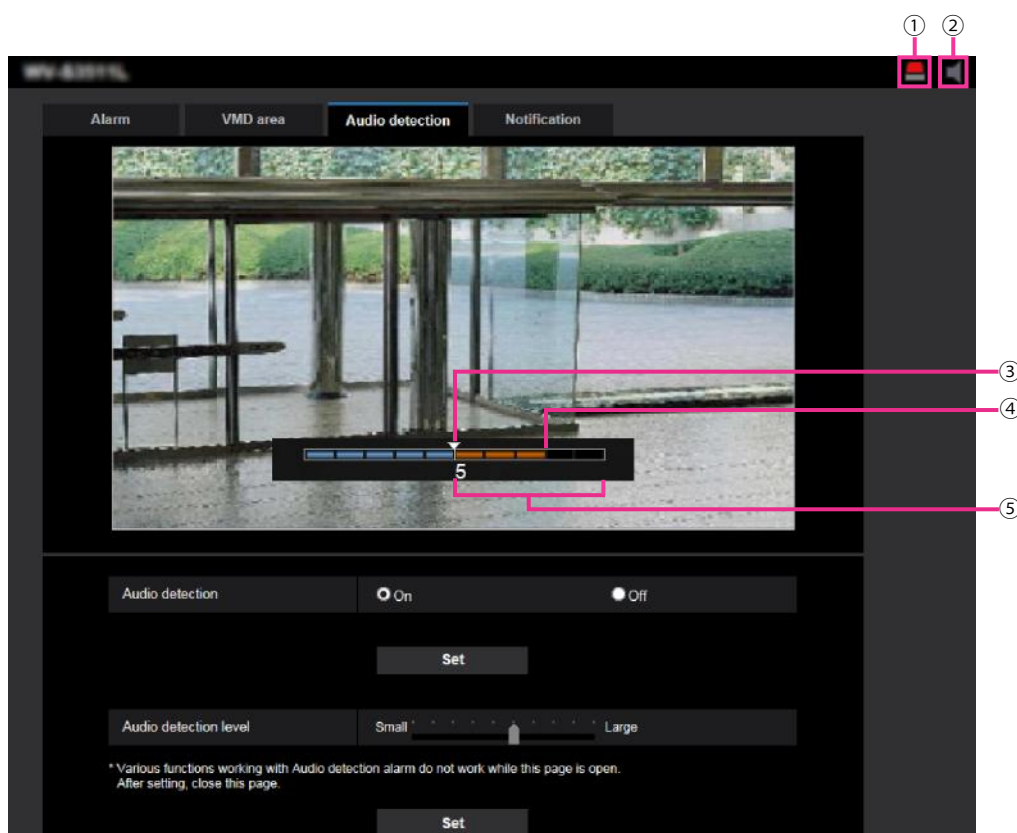 ① ②
Alarm VMD area Audio detection Notification
③
④
5
⑤
Audio detection On Off
Set
Audio detection level Small Large
* Various functions working with Audio detection alarm do not work while this page is open.
After setting, close this page.
Set